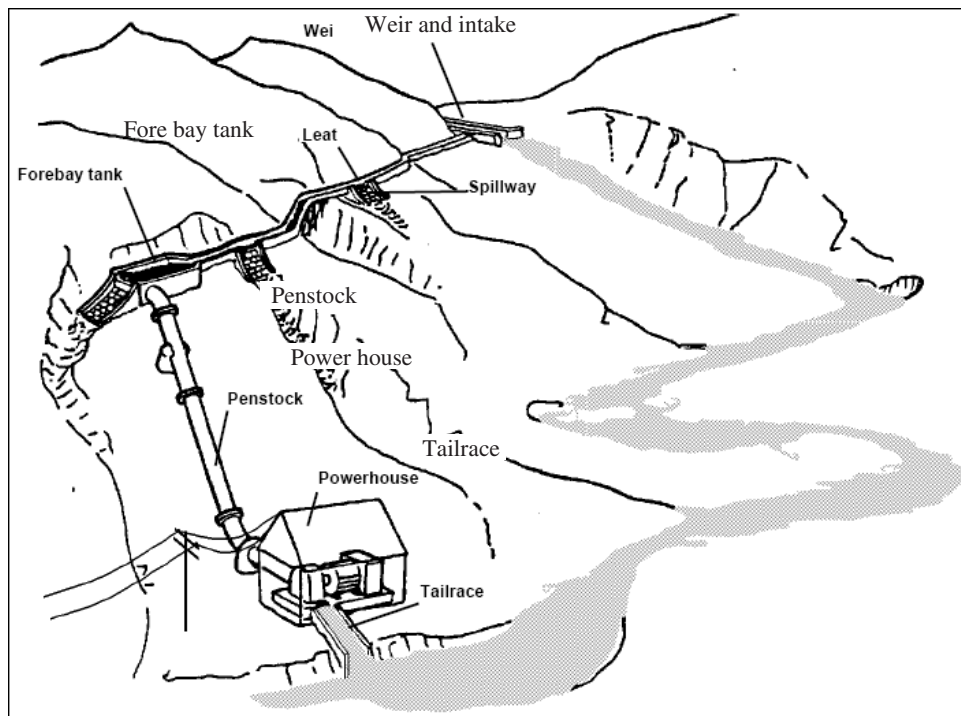 Weir and intake
Wei
Fore bay tank
Leat
Forebay tank
Spillway
Penstock
Power house
Penstock
Tailrace
Powerhouse
Tailrace